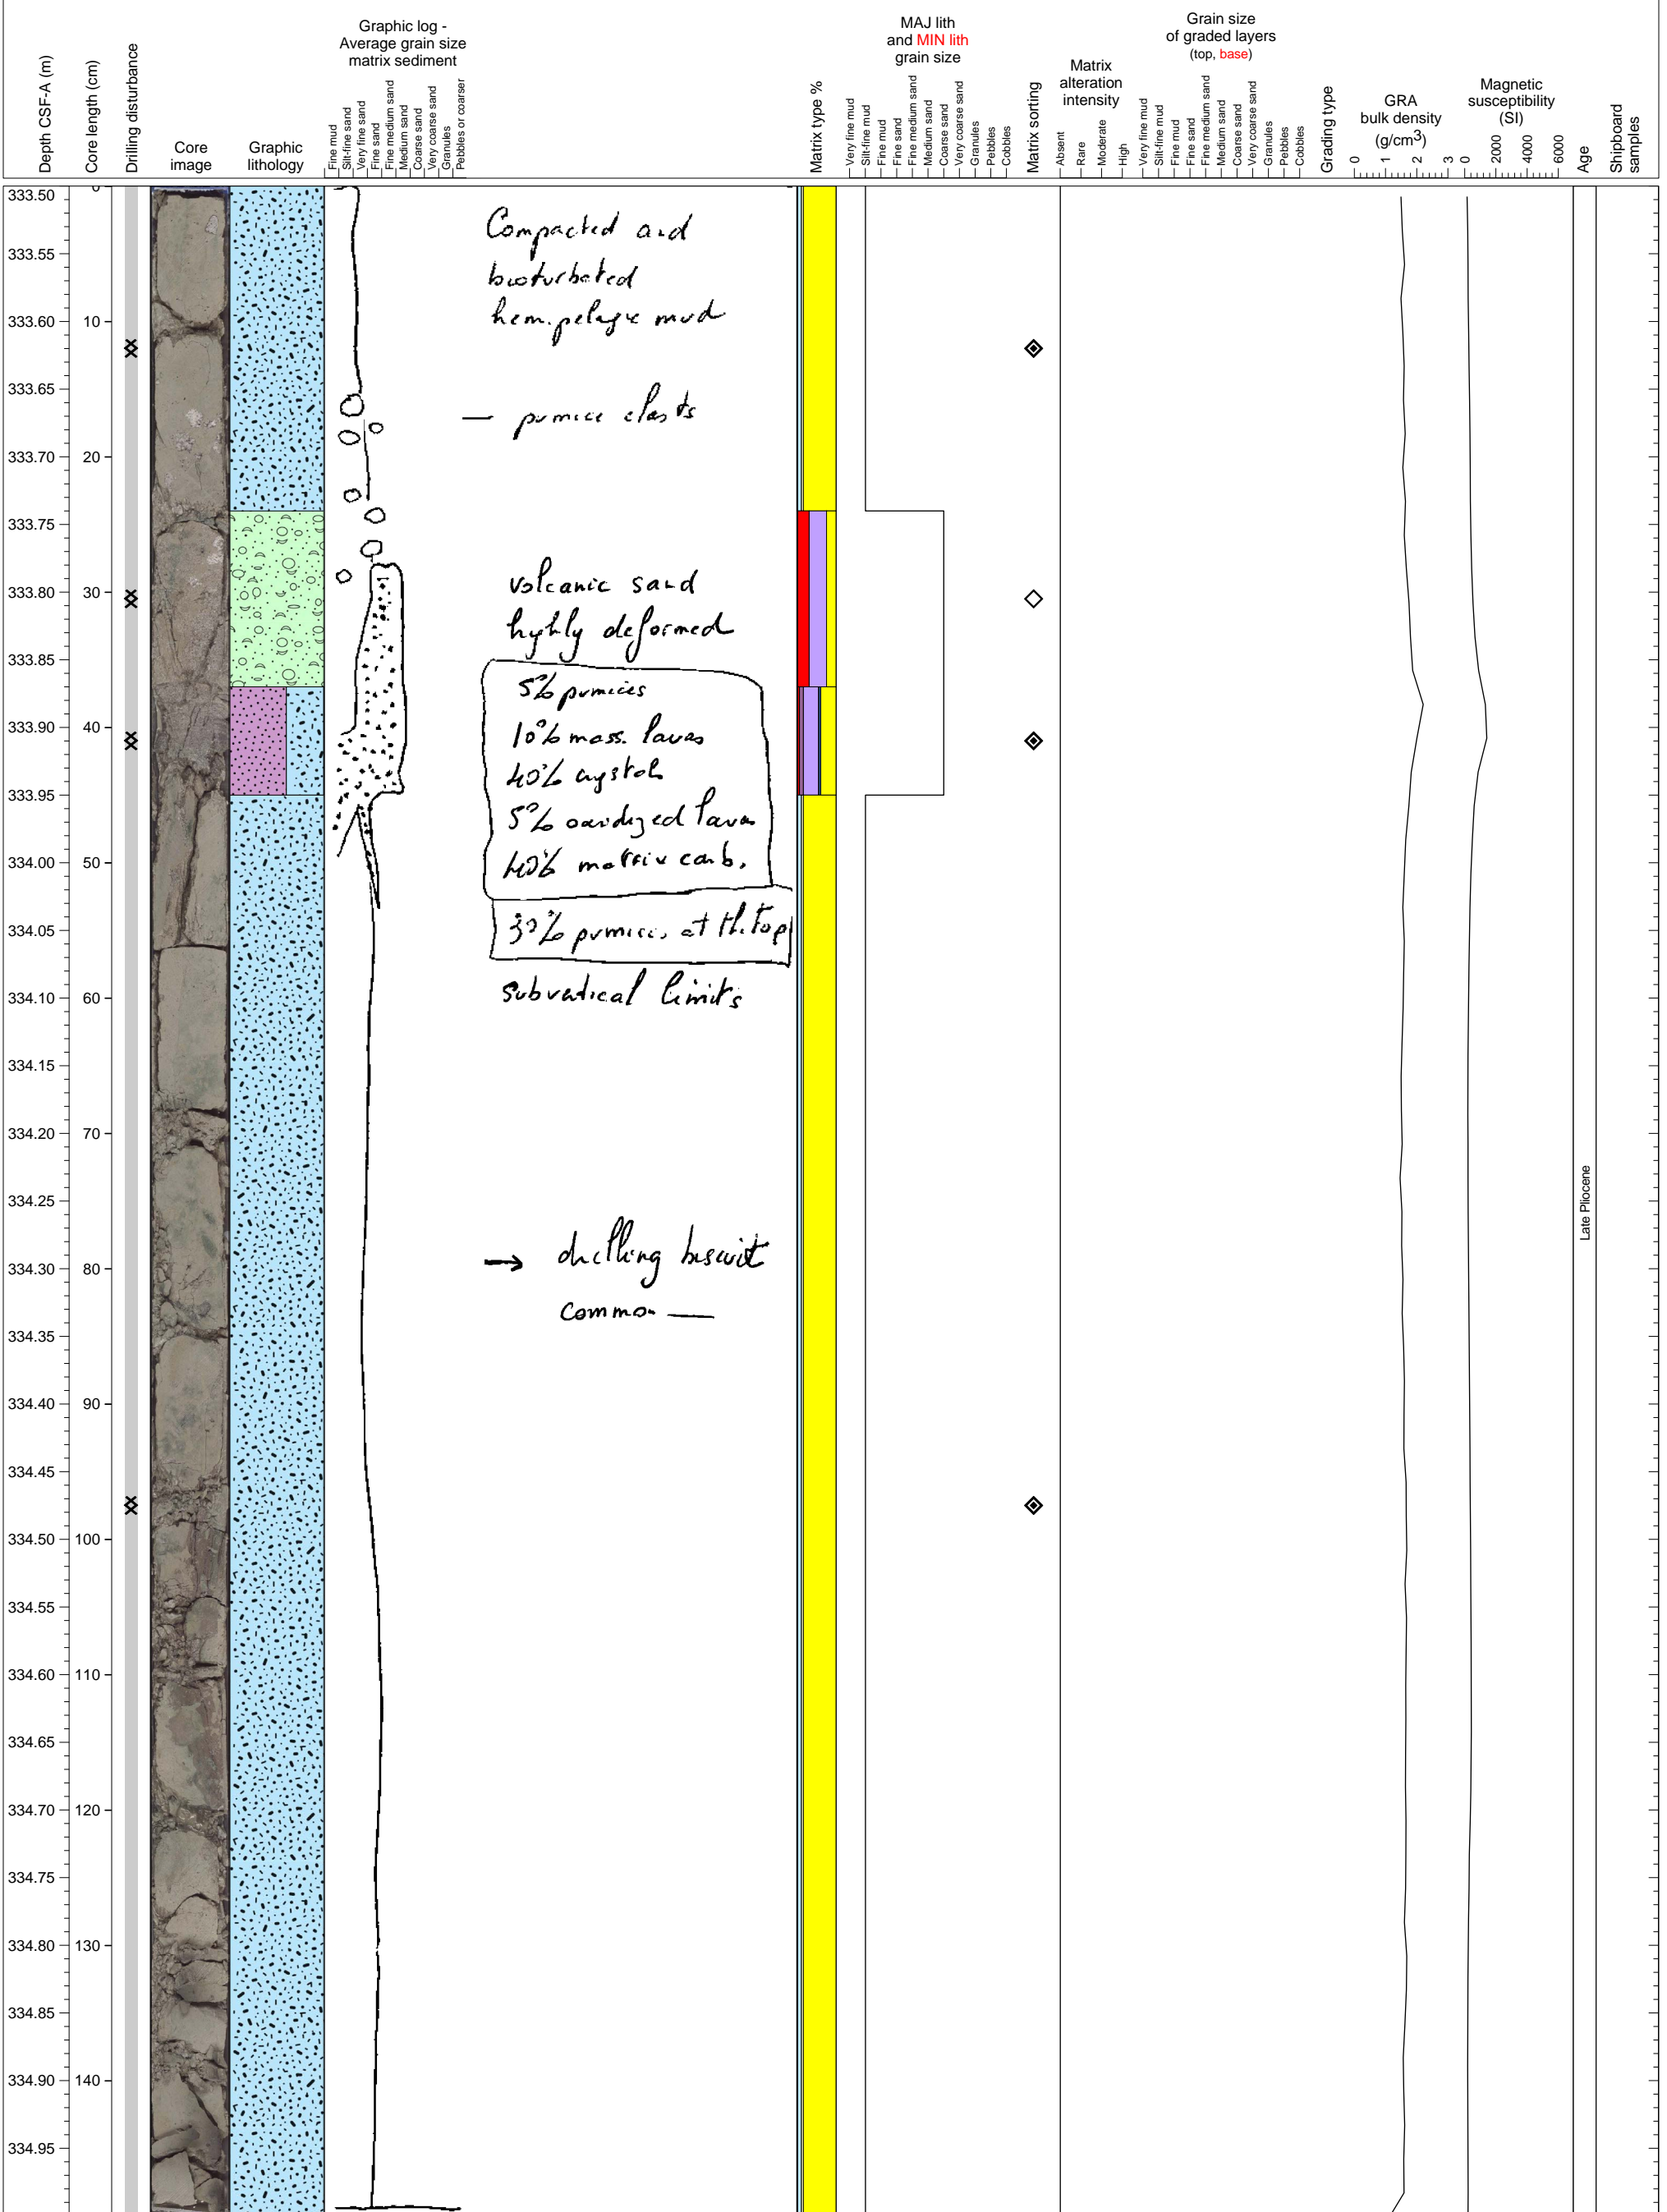 Depth CSF-A (m)
Core length (cm)
Drilling disturbance
Core
image
Graphic
lithology
Graphic log -
Average grain size
matrix sediment
Fine mud
Silt-fine sand
Very fine sand
Fine sand
Fine medium sand
Medium sand
Coarse sand
Very coarse sand
Granules
Pebbles or coarser
Matrix type %
MAJ lith
and MIN lith
grain size
Very fine mud
Silt-fine mud
Fine mud
Fine sand
Fine medium sand
Medium sand
Coarse sand
Very coarse sand
Granules
Pebbles
Cobbles
Matrix sorting
Matrix
alteration
intensity
Absent
Rare
Moderate
High
Grain size
of graded layers
(top, base)
Very fine mud
Silt-fine mud
Fine mud
Fine sand
Fine medium sand
Medium sand
Coarse sand
Very coarse sand
Granules
Pebbles
Cobbles
Grading type
GRA
bulk density
(g/cm3)
0 1 2 3
Magnetic
susceptibility
(SI)
0 2000 4000 6000
Age
Shipboard
samples
333.50 0
333.55
333.60 10
333.65
333.70 20
333.75
333.80 30
333.85
333.90 40
333.95
334.00 50
334.05
334.10 60
334.15
334.20 70
334.25
334.30 80
334.35
334.40 90
334.45
334.50 100
334.55
334.60 110
334.65
334.70 120
334.75
334.80 130
334.85
334.90 140
334.95
Compacted and
bioturbated
hemipelagic mud
— pumice clasts
volcanic sand
highly deformed
5% pumices
10% mass. lavas
40% crystals
5% oxidized lavas
40% matrix carb.
30% pumices at the top
subvertical limits
→ drilling biscuit
common —
Late Pliocene